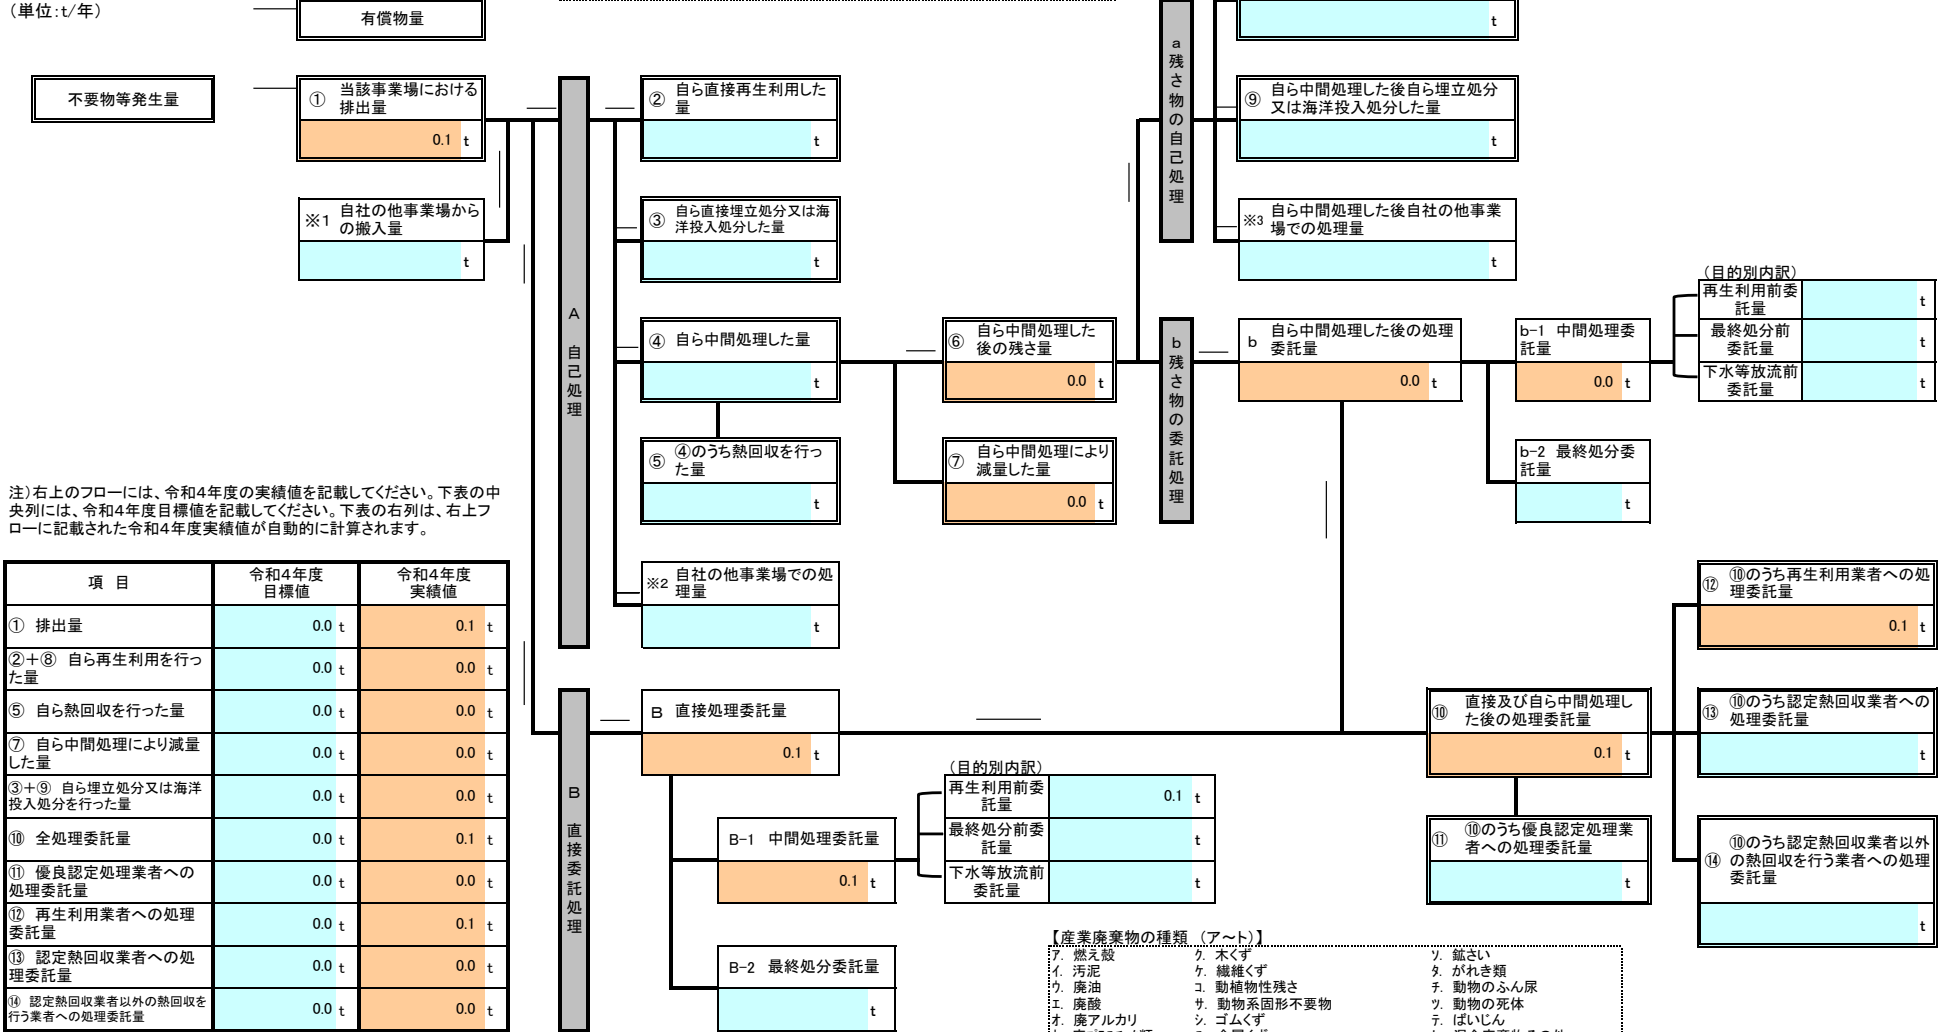 （単位：t/年）
有償物量
t
不要物等発生量
① 当該事業場における
排出量
0.1 t
※1 自社の他事業場から
の搬入量
t
A 自己処理
② 自ら直接再生利用した
量
t
③ 自ら直接埋立処分又は海
洋投入処分した量
t
④ 自ら中間処理した量
t
⑤ ④のうち熱回収を行っ
た量
t
※2 自社の他事業場での処
理量
t
⑥ 自ら中間処理した
後の残さ量
0.0 t
⑦ 自ら中間処理により
減量した量
0.0 t
a残さ物の自己処理
⑨ 自ら中間処理した後自ら埋立処分
又は海洋投入処分した量
t
※3 自ら中間処理した後自社の他事業
場での処理量
t
b残さ物の委託処理
b 自ら中間処理した後の処理
委託量
0.0 t
b-1 中間処理委
託量
0.0 t
b-2 最終処分委
託量
t
（目的別内訳）
再生利用前委
託量
t
最終処分前
委託量
t
下水等放流前
委託量
t
注）右上のフローには、令和４年度の実績値を記載してください。下表の中
央列には、令和４年度目標値を記載してください。下表の右列は、右上フ
ローに記載された令和４年度実績値が自動的に計算されます。
項 目 令和４年度
目標値 令和４年度
実績値
① 排出量 0.0 t 0.1 t
②＋⑧ 自ら再生利用を行っ
た量 0.0 t 0.0 t
⑤ 自ら熱回収を行った量 0.0 t 0.0 t
⑦ 自ら中間処理により減量
した量 0.0 t 0.0 t
③＋⑨ 自ら埋立処分又は海洋
投入処分を行った量 0.0 t 0.0 t
⑩ 全処理委託量 0.0 t 0.1 t
⑪ 優良認定処理業者への
処理委託量 0.0 t 0.0 t
⑫ 再生利用業者への処理
委託量 0.0 t 0.1 t
⑬ 認定熱回収業者への処
理委託量 0.0 t 0.0 t
⑭ 認定熱回収業者以外の熱回収を
行う業者への処理委託量 0.0 t 0.0 t
B 直接委託処理
B 直接処理委託量
0.1 t
B-1 中間処理委託量
0.1 t
B-2 最終処分委託量
t
（目的別内訳）
再生利用前委
託量
0.1 t
最終処分前委
託量
t
下水等放流前
委託量
t
⑩ 直接及び自ら中間処理し
た後の処理委託量
0.1 t
⑪ ⑩のうち優良認定処理業
者への処理委託量
t
⑫ ⑩のうち再生利用業者への処
理委託量
0.1 t
⑬ ⑩のうち認定熱回収業者への
処理委託量
t
⑭ ⑩のうち認定熱回収業者以外
の熱回収を行う業者への処理
委託量
t
【産業廃棄物の種類 （ア～ト）】
ア. 燃え殻 ク. 木くず ソ. 鉱さい
イ. 汚泥 ケ. 繊維くず タ. がれき類
ウ. 廃油 コ. 動植物性残さ チ. 動物のふん尿
エ. 廃酸 サ. 動物系固形不要物 ツ. 動物の死体
オ. 廃アルカリ シ. ゴムくず テ. ばいじん